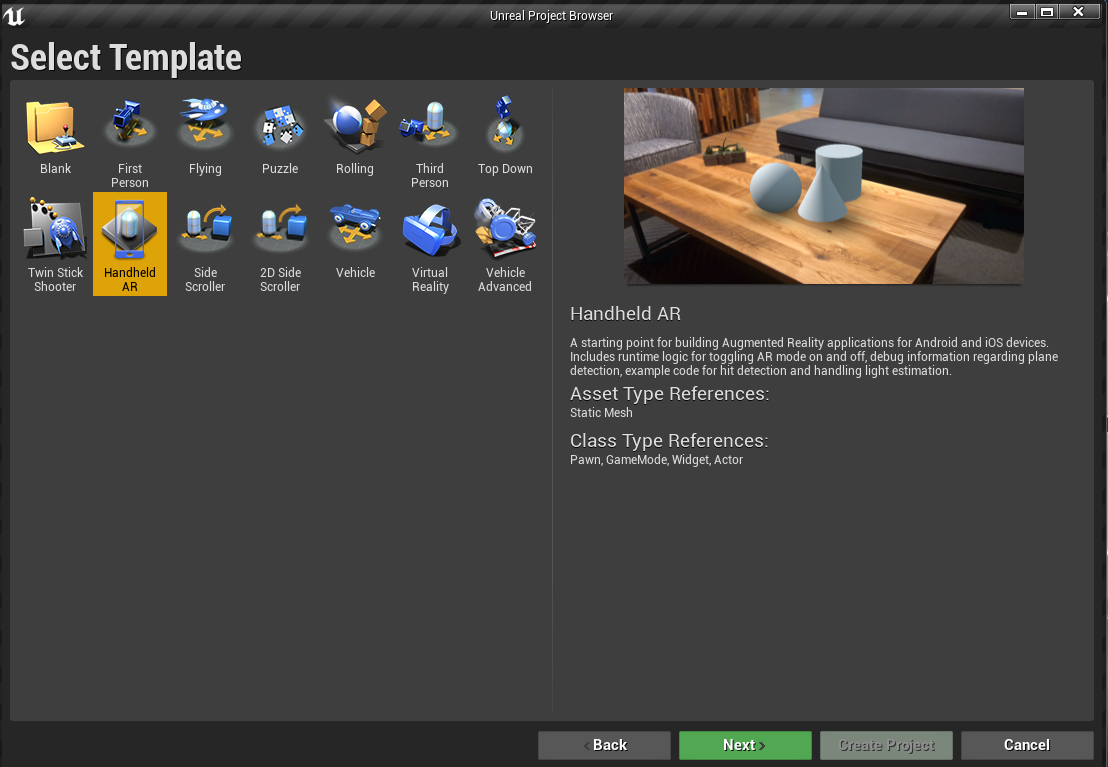 Unreal Project Browser
Select Template
Blank
First
Person
Flying
Puzzle
Rolling
Third
Person
Top Down
Twin Stick
Shooter
Handheld
AR
Side
Scroller
2D Side
Scroller
Vehicle
Virtual
Reality
Vehicle
Advanced
Handheld AR
A starting point for building Augmented Reality applications for Android and iOS devices.
Includes runtime logic for toggling AR mode on and off, debug information regarding plane
detection, example code for hit detection and handling light estimation.
Asset Type References:
Static Mesh
Class Type References:
Pawn, GameMode, Widget, Actor
< Back
Next >
Create Project
Cancel